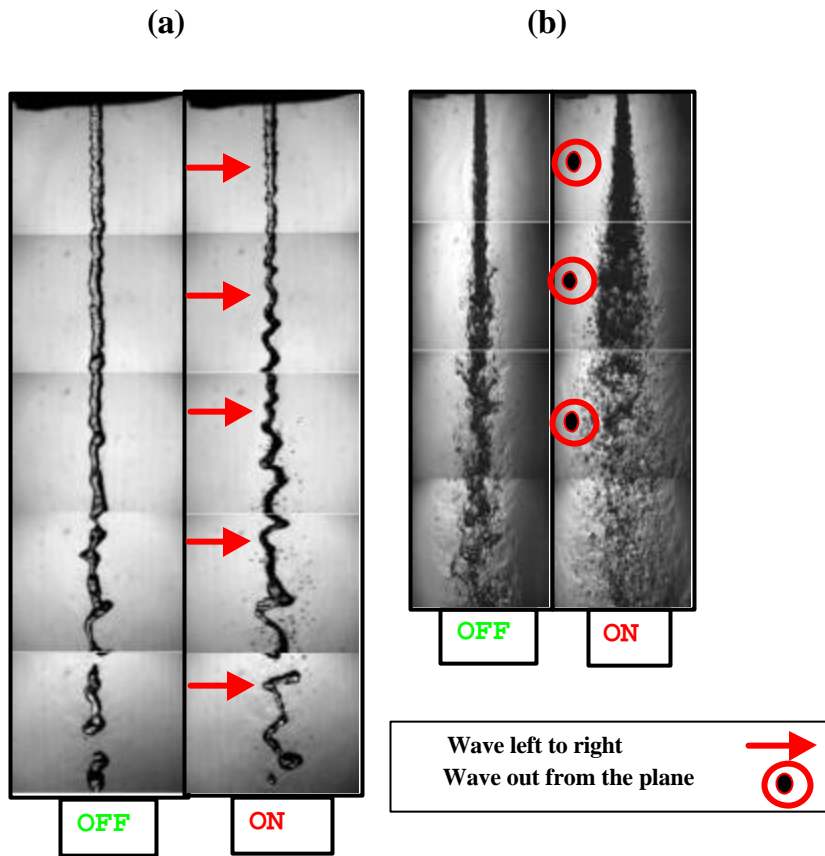 (a)
(b)
OFF
ON
OFF
ON
Wave left to right
Wave out from the plane